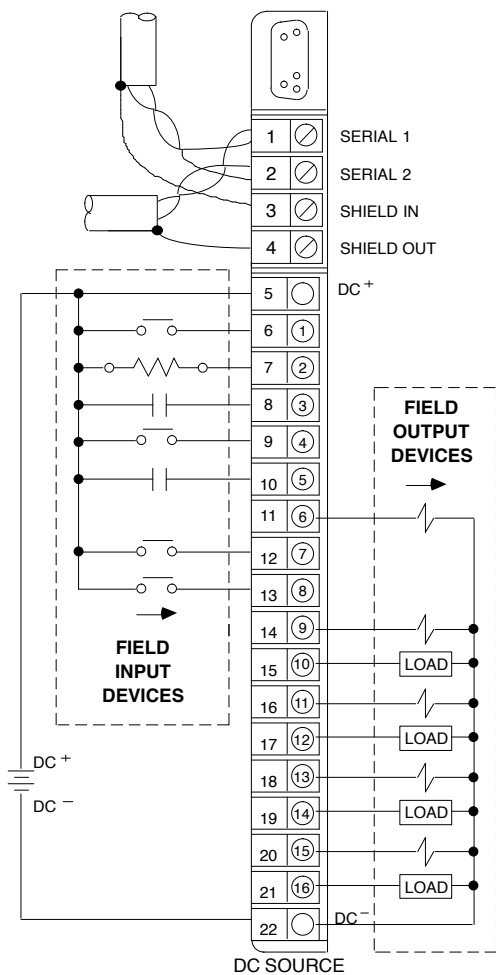 1 SERIAL 1
2 SERIAL 2
3 SHIELD IN
4 SHIELD OUT
5 DC +
6 1
7 2
8 3
9 4
10 5
11 6
12 7
13 8
14 9
15 10
16 11
17 12
18 13
19 14
20 15
21 16
22 DC −
DC SOURCE
FIELD
INPUT
DEVICES
DC +
DC −
FIELD
OUTPUT
DEVICES
LOAD
LOAD
LOAD
LOAD